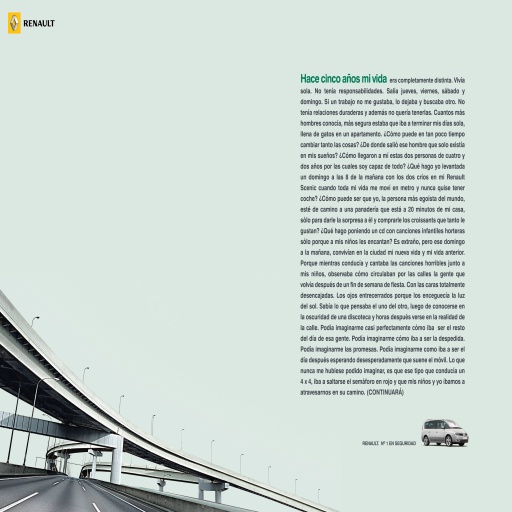 RENAULT
Hace cinco años mi vida era completamente distinta. Vivía
sola. No tenía responsabilidades. Salía jueves, viernes, sábado y
domingo. Si un trabajo no me gustaba, lo dejaba y buscaba otro. No
tenía relaciones duraderas y además no quería tenerlas. Cuantos más
hombres conocía, más segura estaba que iba a terminar mis días sola,
llena de gatos en un apartamento. ¿Cómo puede en tan poco tiempo
cambiar tanto las cosas? ¿De donde salió ese hombre que solo existía
en mis sueños? ¿Cómo llegaron a mí estas dos personas de cuatro y
dos años por las cuales soy capaz de todo? ¿Qué hago yo levantada
un domingo a las 8 de la mañana con los dos críos en mi Renault
Scenic cuando toda mi vida me moví en metro y nunca quise tener
coche? ¿Cómo puede ser que yo, la persona más egoísta del mundo,
esté de camino a una panadería que está a 20 minutos de mi casa,
sólo para darle la sorpresa a él y comprarle los croissants que tanto le
gustan? ¿Qué hago poniendo un cd con canciones infantiles horteras
sólo porque a mis niños les encantan? Es extraño, pero ese domingo
a la mañana, convivían en la ciudad mi nueva vida y mi vida anterior.
Porque mientras conducía y cantaba las canciones horribles junto a
mis niños, observaba cómo circulaban por las calles la gente que
volvía después de un fin de semana de fiesta. Con las caras totalmente
desencajadas. Los ojos entrecerrados porque los enceguecía la luz
del sol. Sabía lo que pensaba el uno del otro, luego de conocerse en
la oscuridad de una discoteca y horas después verse en la realidad de
la calle. Podía imaginarme casi perfectamente cómo iba ser el resto
del día de esa gente. Podía imaginarme cómo iba a ser la despedida.
Podía imaginarme las promesas. Podía imaginarme como iba a ser el
día después esperando desesperadamente que suene el móvil. Lo que
nunca me hubiese podido imaginar, es que ese tipo que conducía un
4 x 4, iba a saltarse el semáforo en rojo y que mis niños y yo íbamos a
atravesarnos en su camino. (CONTINUARÁ)
RENAULT. Nº 1 EN SEGURIDAD